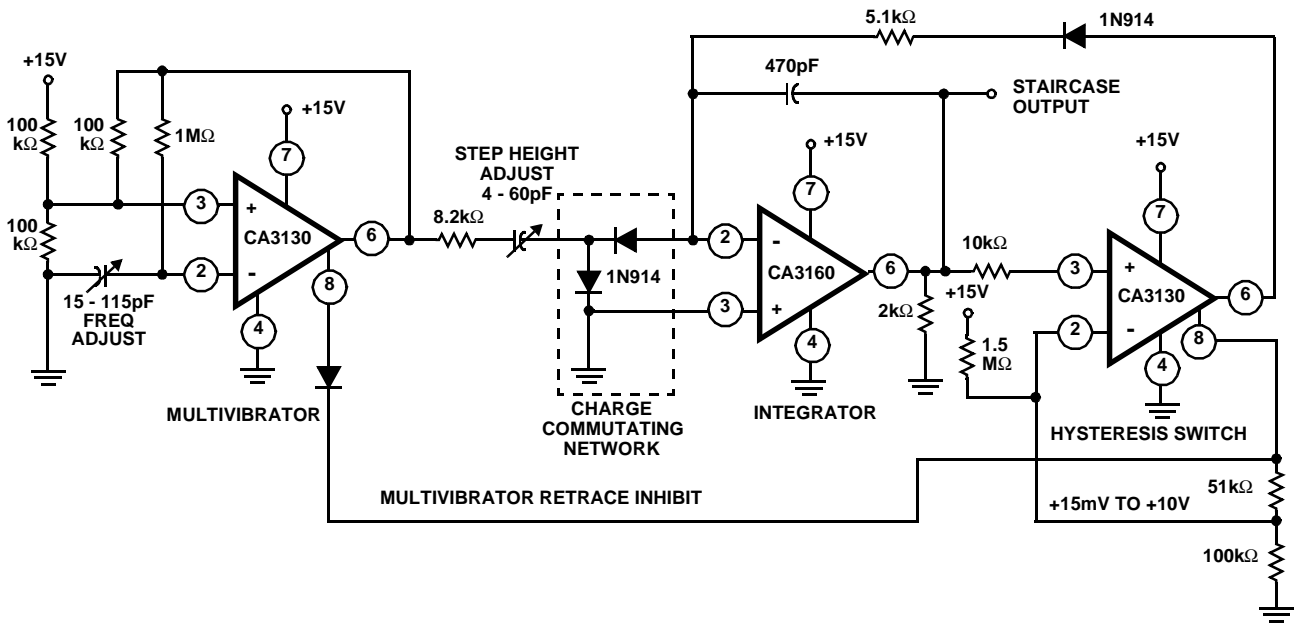 +15V
100
kΩ
100
kΩ
1MΩ
+15V
7
3
+
CA3130
6
100
kΩ
2
-
8
4
15 - 115pF
FREQ
ADJUST
MULTIVIBRATOR
STEP HEIGHT
ADJUST
4 - 60pF
8.2kΩ
1N914
CHARGE
COMMUTATING
NETWORK
5.1kΩ
1N914
470pF
STAIRCASE
OUTPUT
+15V
7
2
-
CA3160
6
3
+
4
INTEGRATOR
2kΩ
10kΩ
+15V
1.5
MΩ
+15V
7
3
+
CA3130
6
2
-
8
4
HYSTERESIS SWITCH
MULTIVIBRATOR RETRACE INHIBIT
+15mV TO +10V
51kΩ
100kΩ